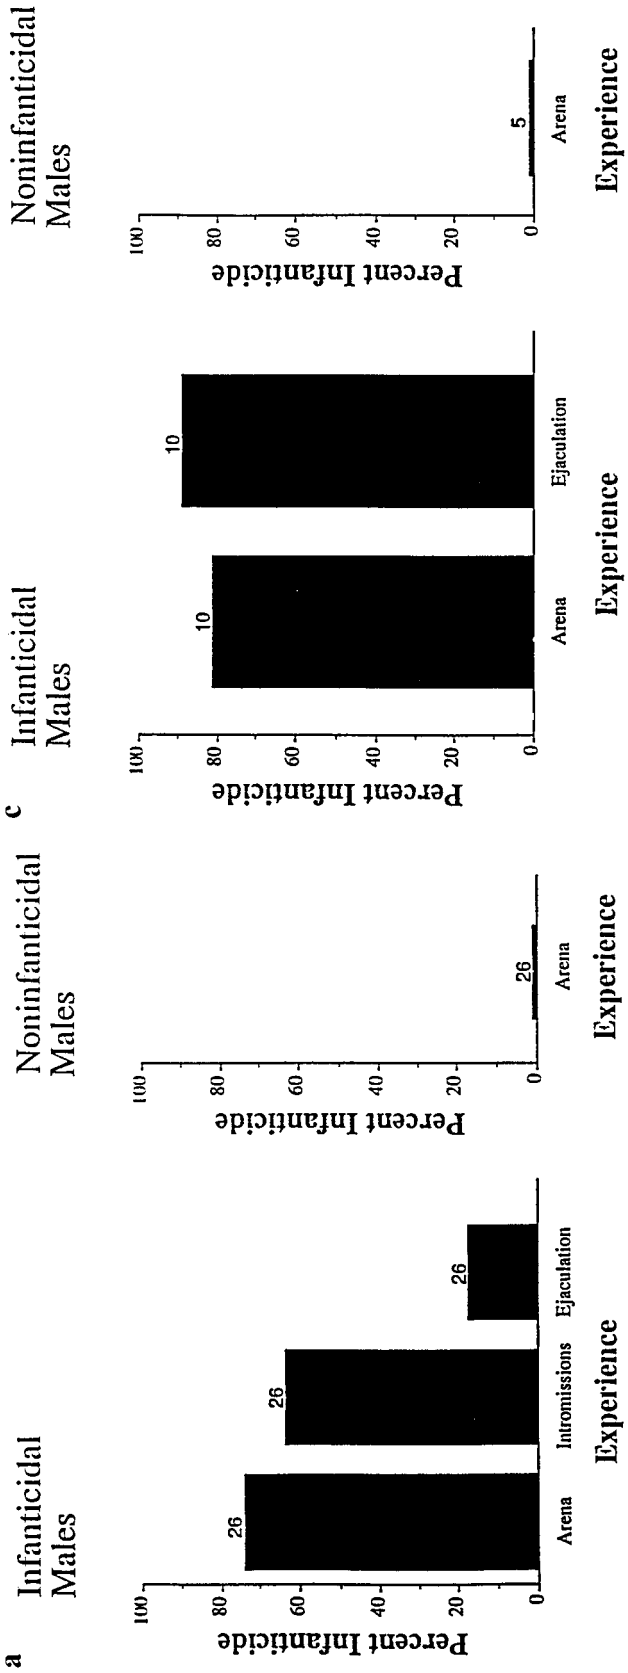 a
Infanticidal
Males
Percent Infanticide
100
80
60
40
20
0
26
26
26
Arena
Intromissions
Ejaculation
Experience
Noninfanticidal
Males
Percent Infanticide
100
80
60
40
20
0
26
Arena
Experience
c
Infanticidal
Males
Percent Infanticide
100
80
60
40
20
0
10
10
Arena
Ejaculation
Experience
Noninfanticidal
Males
Percent Infanticide
100
80
60
40
20
0
5
Arena
Experience